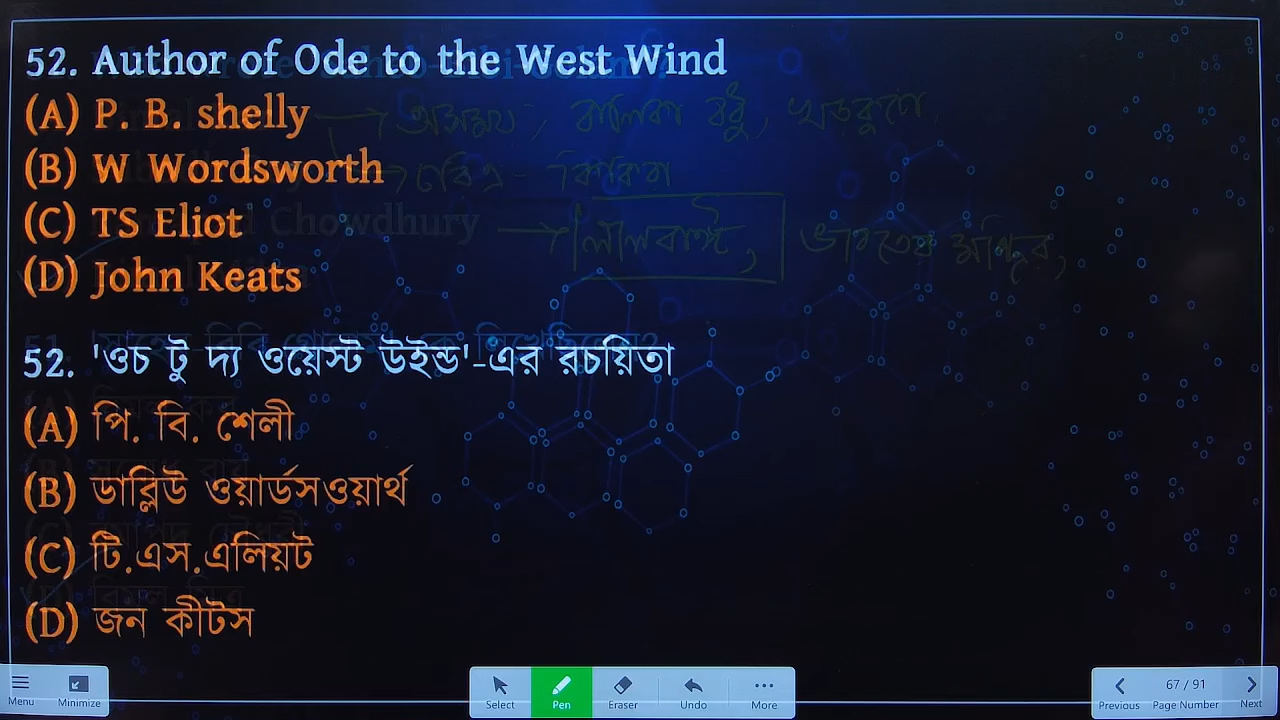 52. Author of Ode to the West Wind
(A) P. B. shelly
(B) W Wordsworth
(C) TS Eliot
(D) John Keats
Chowdhury
52. 'ওচ টু দ্য ওয়েস্ট উইন্ড'-এর রচয়িতা
(A) পি. বি. শেলী
(B) ডাব্লিউ ওয়ার্ডসওয়ার্থ
(C) টি.এস.এলিয়ট
(D) জন কীটস
Menu
Minimize
Select
Pen
Eraser
Undo
More
Previous
67 / 91
Page Number
Next